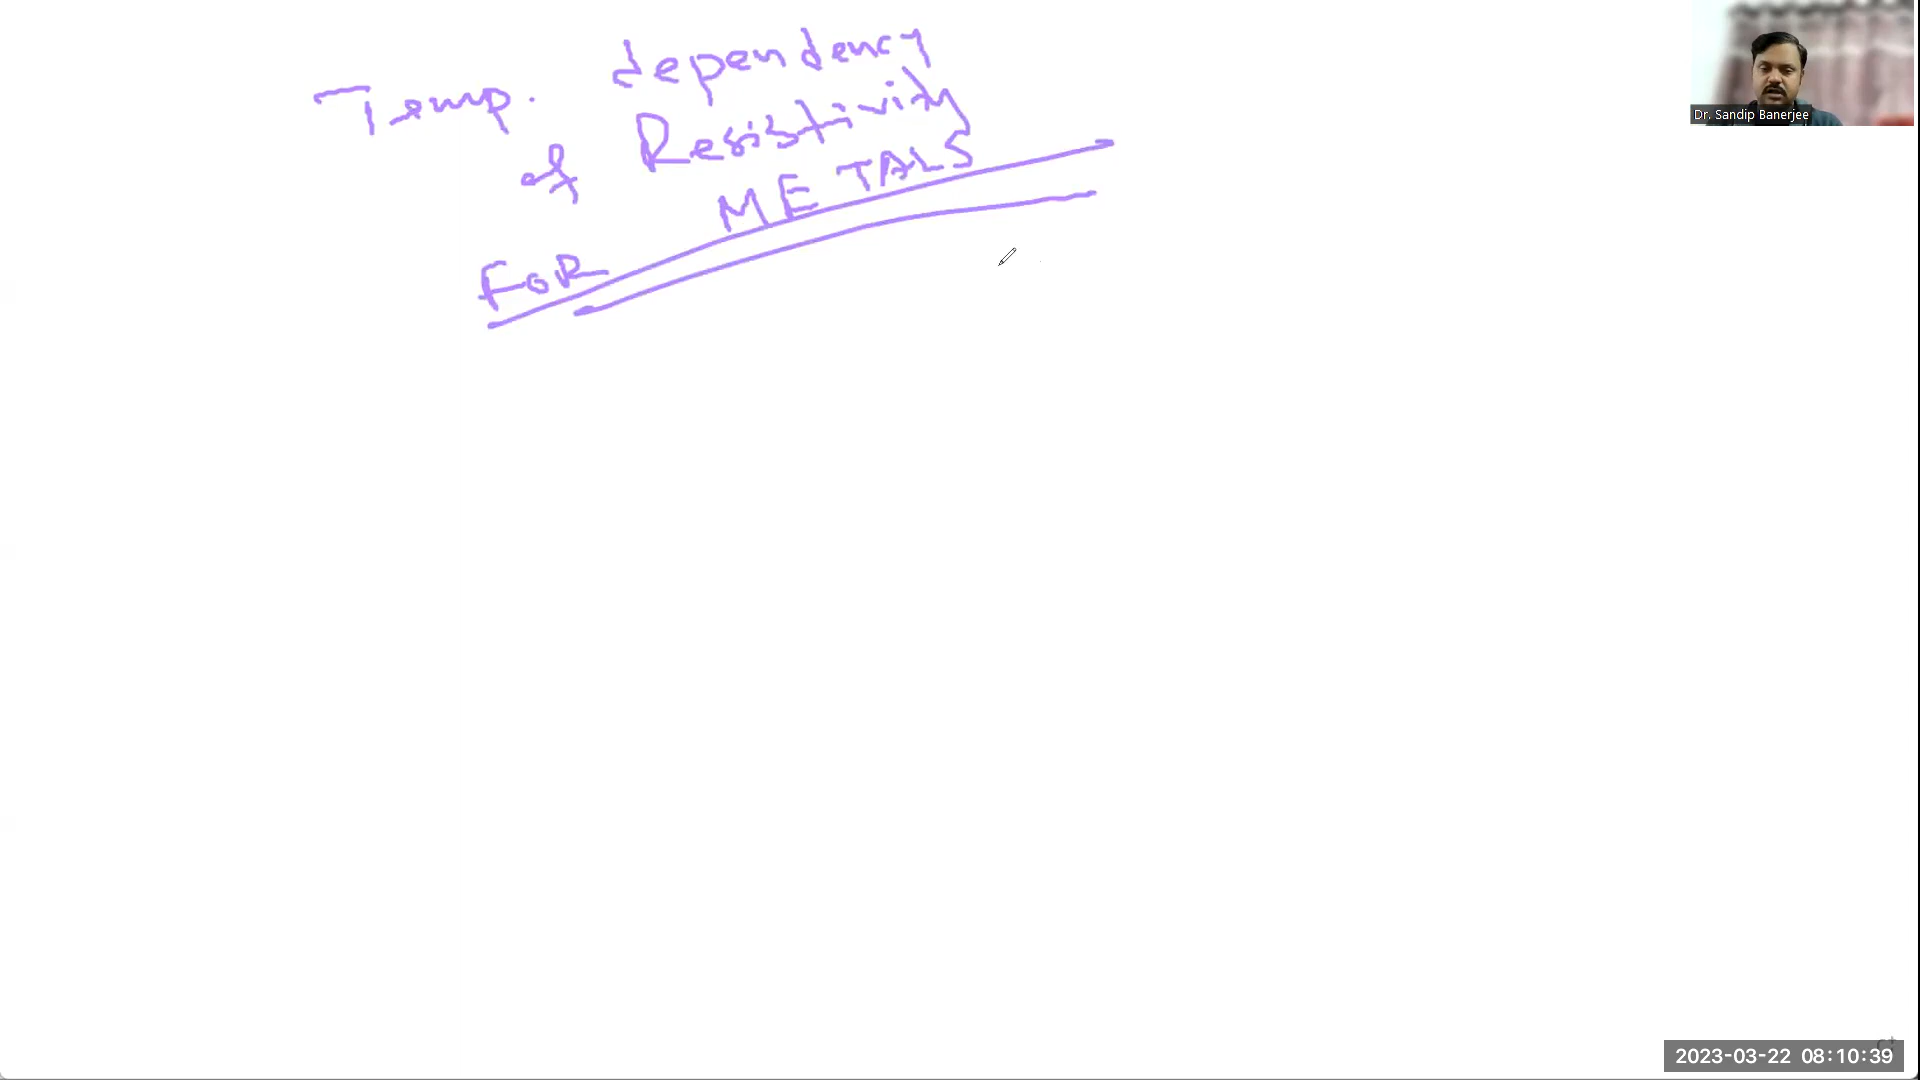 Temp. dependency
of Resistivity
FOR METALS
Dr. Sandip Banerjee
2023-03-22 08:10:39